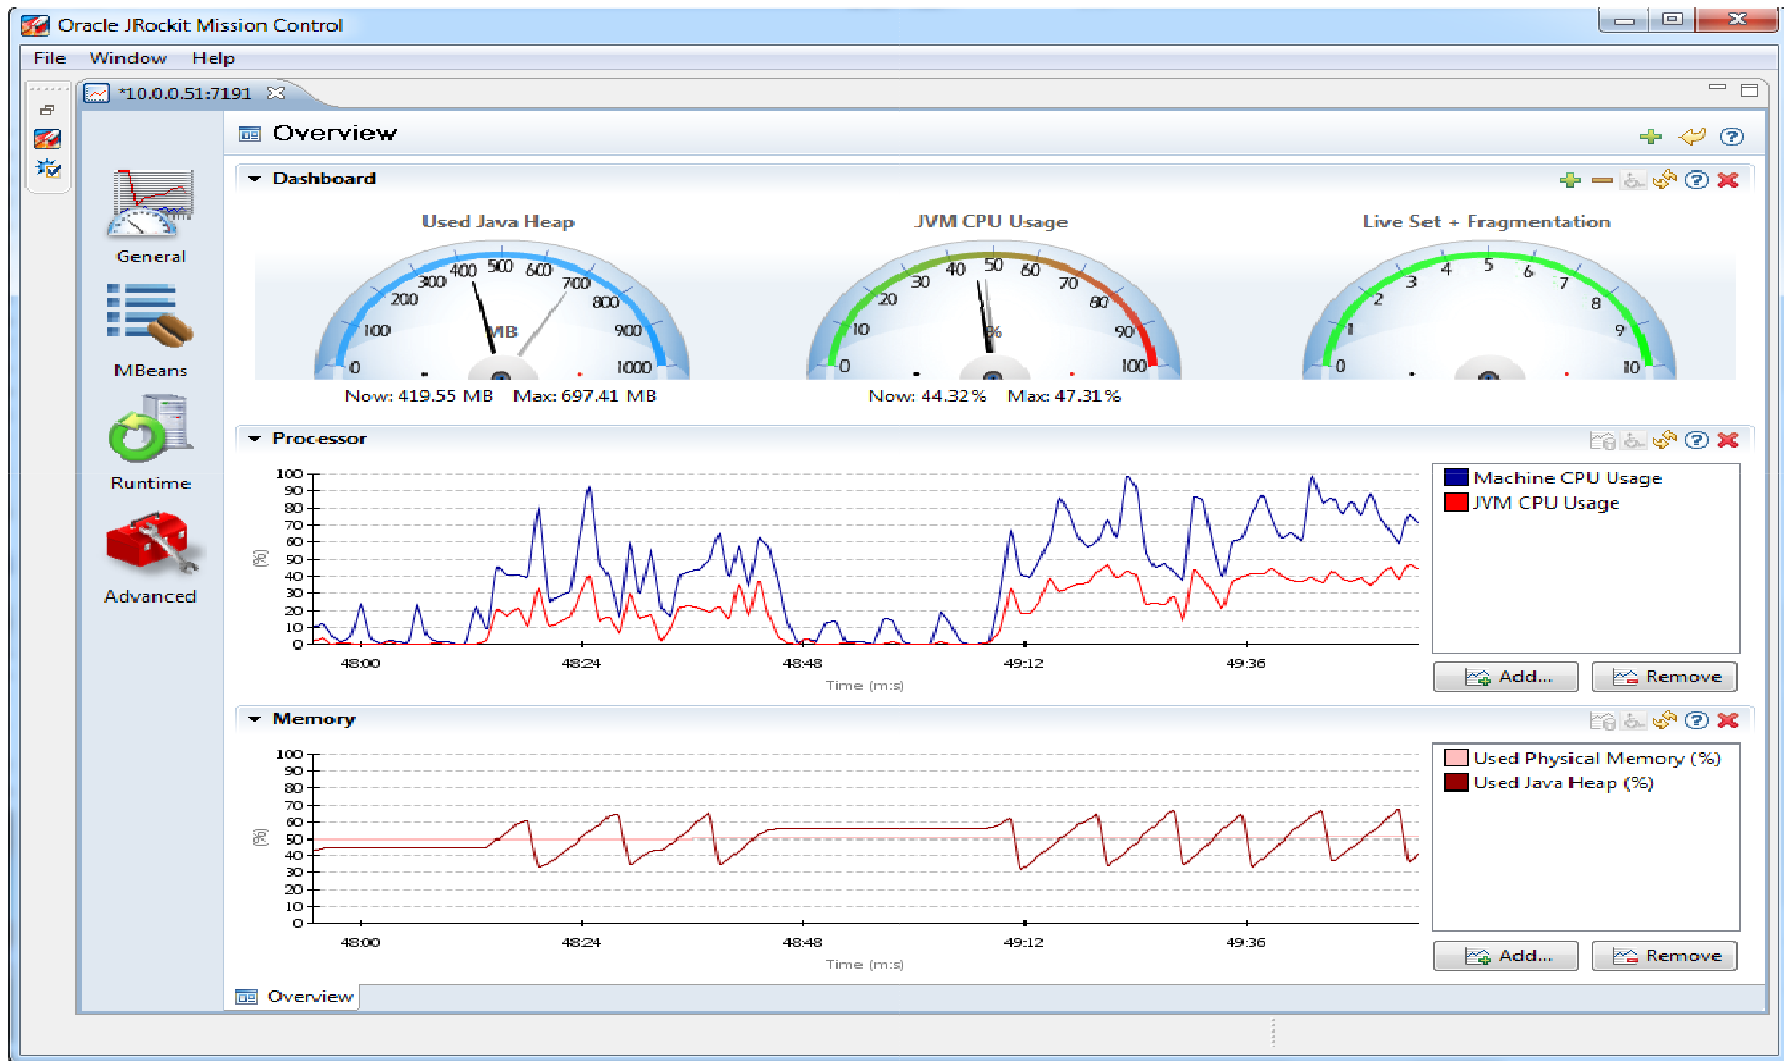 Oracle JRockit Mission Control
File Window Help
*10.0.0.51:7191
Overview
General
MBeans
Runtime
Advanced
Dashboard
Used Java Heap
0 100 200 300 400 500 600 700 800 900 1000
MB
Now: 419.55 MB Max: 697.41 MB
JVM CPU Usage
0 10 20 30 40 50 60 70 80 90 100
%
Now: 44.32% Max: 47.31%
Live Set + Fragmentation
0 1 2 3 4 5 6 7 8 9 10
Processor
100
90
80
70
60
50
40
30
20
10
0
(%)
48:00 48:24 48:48 49:12 49:36
Time (m:s)
Machine CPU Usage
JVM CPU Usage
Add... Remove
Memory
100
90
80
70
60
50
40
30
20
10
0
(%)
48:00 48:24 48:48 49:12 49:36
Time (m:s)
Used Physical Memory (%)
Used Java Heap (%)
Add... Remove
Overview